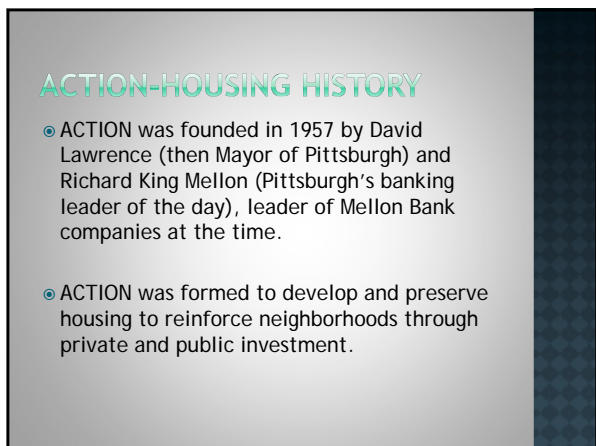 ACTION-HOUSING HISTORY
ACTION was founded in 1957 by David
Lawrence (then Mayor of Pittsburgh) and
Richard King Mellon (Pittsburgh's banking
leader of the day), leader of Mellon Bank
companies at the time.
ACTION was formed to develop and preserve
housing to reinforce neighborhoods through
private and public investment.